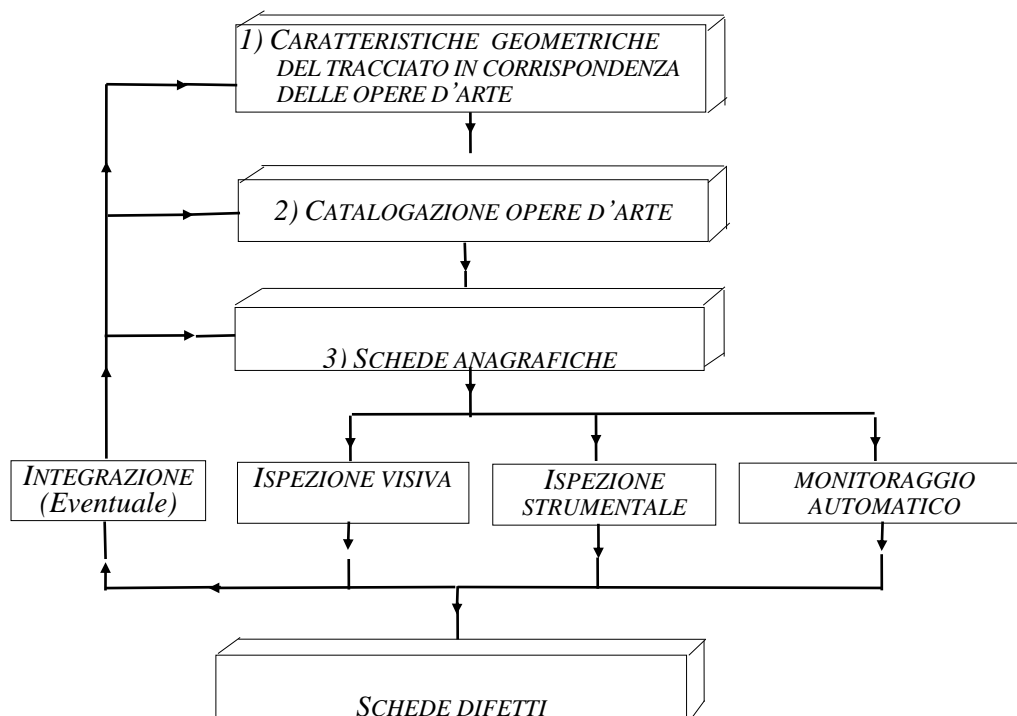 1) CARATTERISTICHE GEOMETRICHE
DEL TRACCIATO IN CORRISPONDENZA
DELLE OPERE D'ARTE
2) CATALOGAZIONE OPERE D'ARTE
3) SCHEDE ANAGRAFICHE
INTEGRAZIONE
(Eventuale)
ISPEZIONE VISIVA
ISPEZIONE
STRUMENTALE
MONITORAGGIO
AUTOMATICO
SCHEDE DIFETTI